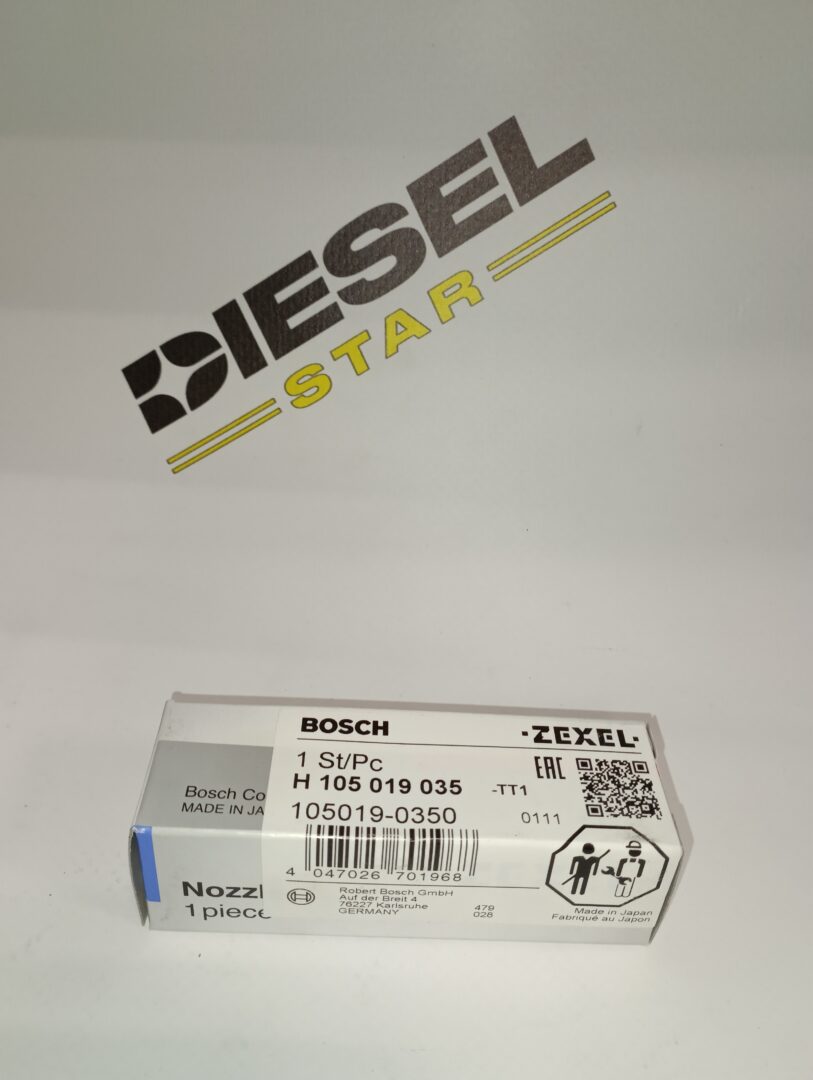 DIESEL
STAR
BOSCH
·ZEXEL·
1 St/Pc
EAC
H 105 019 035 -TT1
105019-0350
0111
4 047026 701968
Robert Bosch GmbH
Auf der Breit 4
76227 Karlsruhe
GERMANY
479
028
Made in Japan
Fabriqué au Japon
Bosch Co
MADE IN JA
Nozzl
1 piece